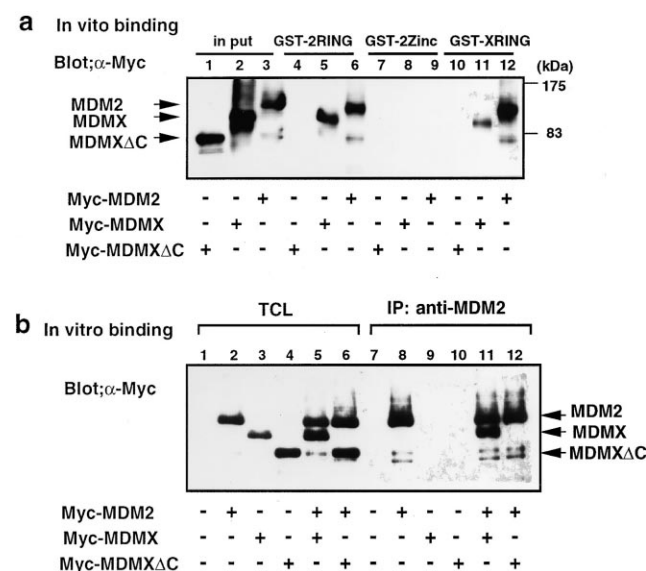 a In vito binding
in put GST-2RING GST-2Zinc GST-XRING
Blot;α-Myc 1 2 3 4 5 6 7 8 9 10 11 12 (kDa)
175
MDM2
MDMX
83
MDMXΔC
Myc-MDM2 - - + - - + - - + - - +
Myc-MDMX - + - - + - - + - - + -
Myc-MDMXΔC + - - + - - + - - + - -
TCL IP: anti-MDM2
b In vitro binding
1 2 3 4 5 6 7 8 9 10 11 12
Blot;α-Myc
MDM2
MDMX
MDMXΔC
Myc-MDM2 - + - - + + - + - - + +
Myc-MDMX - - + - + - - - + - + -
Myc-MDMXΔC - - - + - + - - - + - +